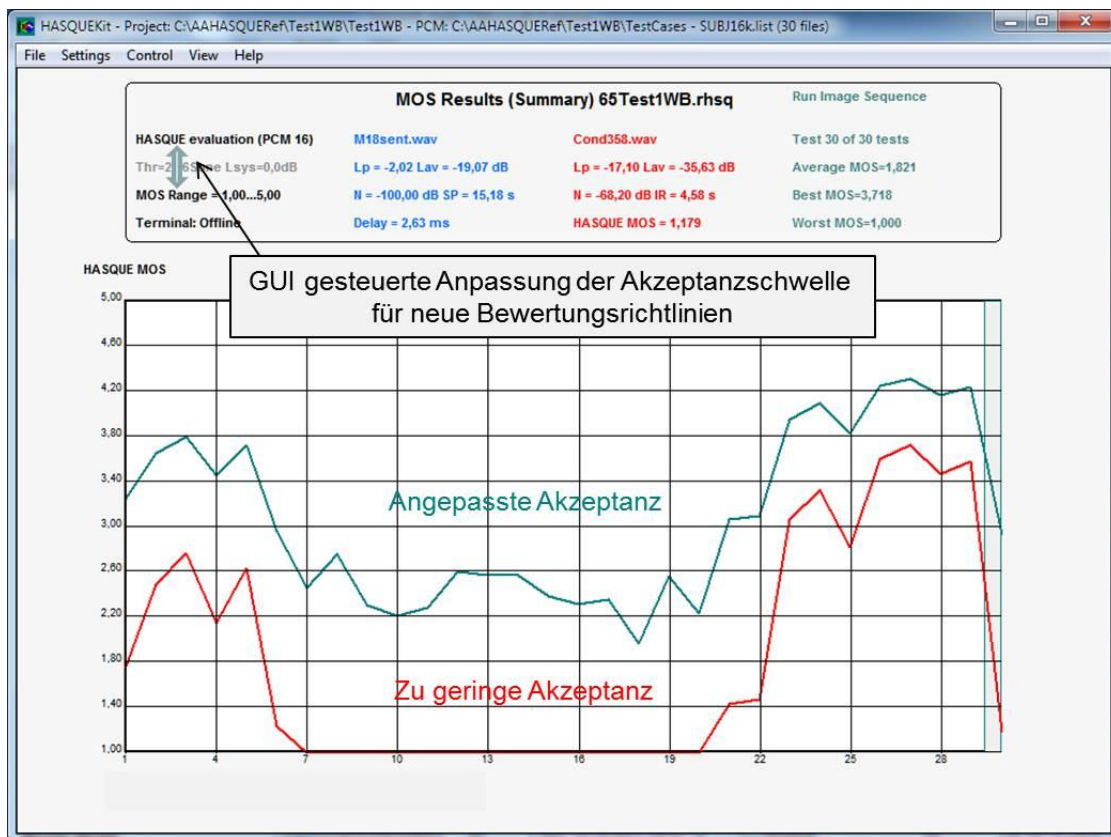 HASQUEKit - Project: C:\AAHASQUERef\Test1WB\Test1WB - PCM: C:\AAHASQUERef\Test1WB\TestCases - SUBJ16k.list (30 files)
File Settings Control View Help
MOS Results (Summary) 65Test1WB.rhsq
Run Image Sequence
HASQUE evaluation (PCM 16)
M18sent.wav
Cond358.wav
Test 30 of 30 tests
Lsys=0,0dB
Lp = -2,02 Lav = -19,07 dB
Lp = -17,10 Lav = -35,63 dB
Average MOS=1,821
MOS Range = 1,00...5,00
N = -100,00 dB SP = 15,18 s
N = -68,20 dB IR = 4,58 s
Best MOS=3,718
Terminal: Offline
Delay = 2,63 ms
HASQUE MOS = 1,179
Worst MOS=1,000
HASQUE MOS
GUI gesteuerte Anpassung der Akzeptanzschwelle
für neue Bewertungsrichtlinien
5,00
4,60
4,20
3,80
3,40
3,00
2,60
2,20
1,80
1,40
1,00
Angepasste Akzeptanz
Zu geringe Akzeptanz
1 4 7 10 13 16 19 22 25 28